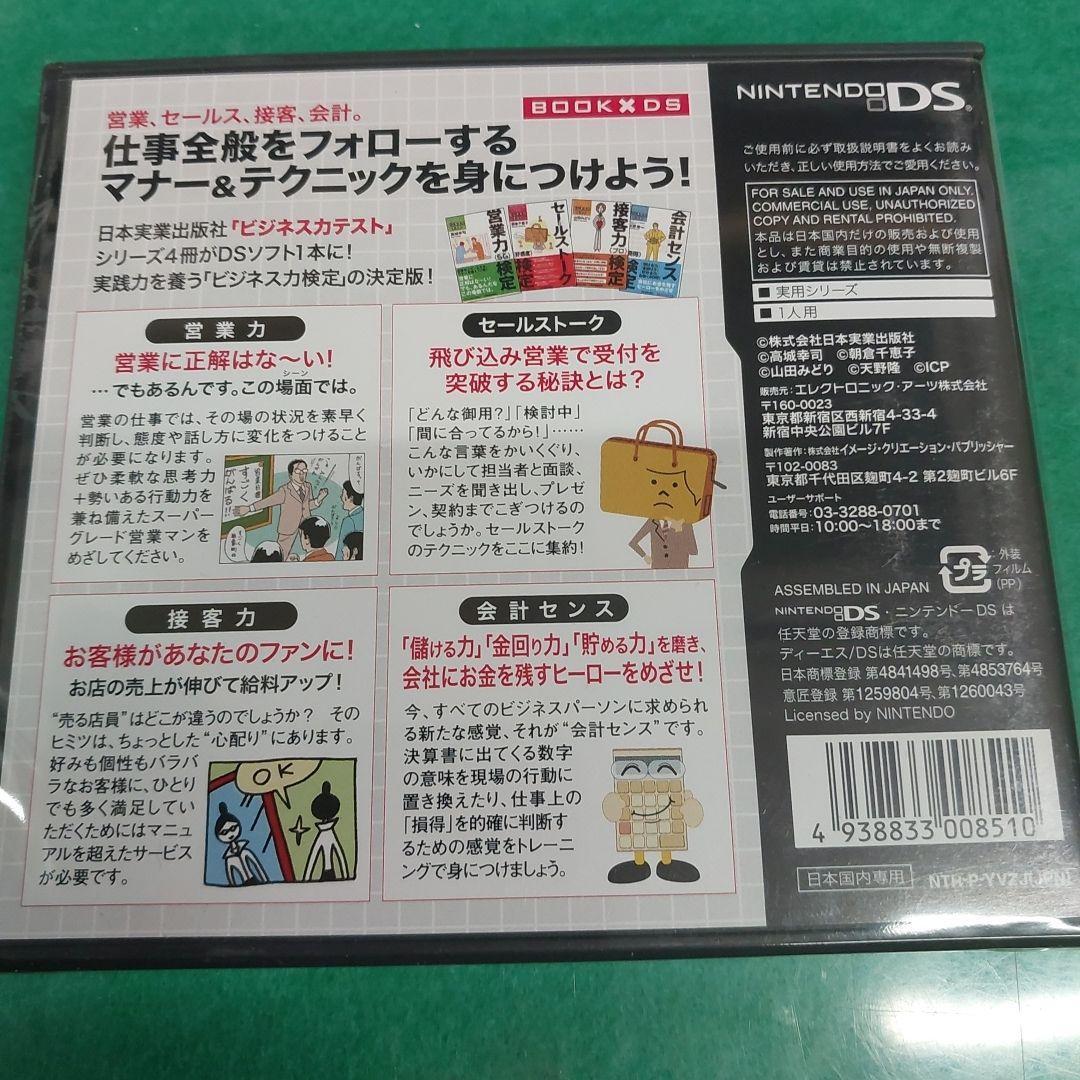 営業、セールス、接客、会計。
BOOK×DS
仕事全般をフォローする
マナー&テクニックを身につけよう!
日本実業出版社「ビジネス力テスト」
シリーズ4冊がDSソフト1本に!
実践力を養う「ビジネス力検定」の決定版!
営業力検定
セールストーク検定
接客力検定
会計センス検定
営業力
営業に正解はな〜い!
シーン
…でもあるんです。この場面では。
営業の仕事では、その場の状況を素早く
判断し、態度や話し方に変化をつけること
が必要になります。
ぜひ柔軟な思考力
+勢いある行動力を
兼ね備えたスーパー
グレード営業マンを
めざしてください。
すごく
がんばる!!
セールストーク
飛び込み営業で受付を
突破する秘訣とは?
「どんな御用?」「検討中」
「間に合ってるから!」……
こんな言葉をかいくぐり、
いかにして担当者と面談、
ニーズを聞き出し、プレゼ
ン、契約までこぎつけるの
でしょうか。セールストーク
のテクニックをここに集約!
接客力
お客様があなたのファンに!
お店の売上が伸びて給料アップ!
“売る店員”はどこが違うのでしょうか? その
ヒミツは、ちょっとした“心配り”にあります。
好みも個性もバラバ
ラなお客様に、ひとり
でも多く満足してい
ただくためにはマニュ
アルを超えたサービス
が必要です。
OK
会計センス
「儲ける力」「金回り力」「貯める力」を磨き、
会社にお金を残すヒーローをめざせ!
今、すべてのビジネスパーソンに求められ
る新たな感覚、それが“会計センス”です。
決算書に出てくる数字
の意味を現場の行動に
置き換えたり、仕事上の
「損得」を的確に判断す
るための感覚をトレーニ
ングで身につけましょう。
NINTENDO DS®
ご使用前に必ず取扱説明書をよくお読み
いただき、正しい使用方法でご愛用ください。
FOR SALE AND USE IN JAPAN ONLY.
COMMERCIAL USE, UNAUTHORIZED
COPY AND RENTAL PROHIBITED.
本品は日本国内だけの販売および使用
とし、また商業目的の使用や無断複製
および賃貸は禁止されています。
■ 実用シリーズ
■ 1人用
©株式会社日本実業出版社
©高城幸司 ©朝倉千恵子
©山田みどり ©天野隆 ©ICP
販売元:エレクトロニック・アーツ株式会社
〒160-0023
東京都新宿区西新宿4-33-4
新宿中央公園ビル7F
製作著作:株式会社イメージ・クリエーション・パブリッシャー
〒102-0083
東京都千代田区麹町4-2 第2麹町ビル6F
ユーザーサポート
電話番号:03-3288-0701
時間平日:10:00〜18:00まで
プラ
:外装
フィルム
(PP)
ASSEMBLED IN JAPAN
NINTENDO DS・ニンテンドーDS は
任天堂の登録商標です。
ディーエス/DSは任天堂の商標です。
日本商標登録 第4841498号、第4853764号
意匠登録 第1259804号、第1260043号
Licensed by NINTENDO
4 938833 008510
日本国内専用
NTR-P-YVZJ(JPN)